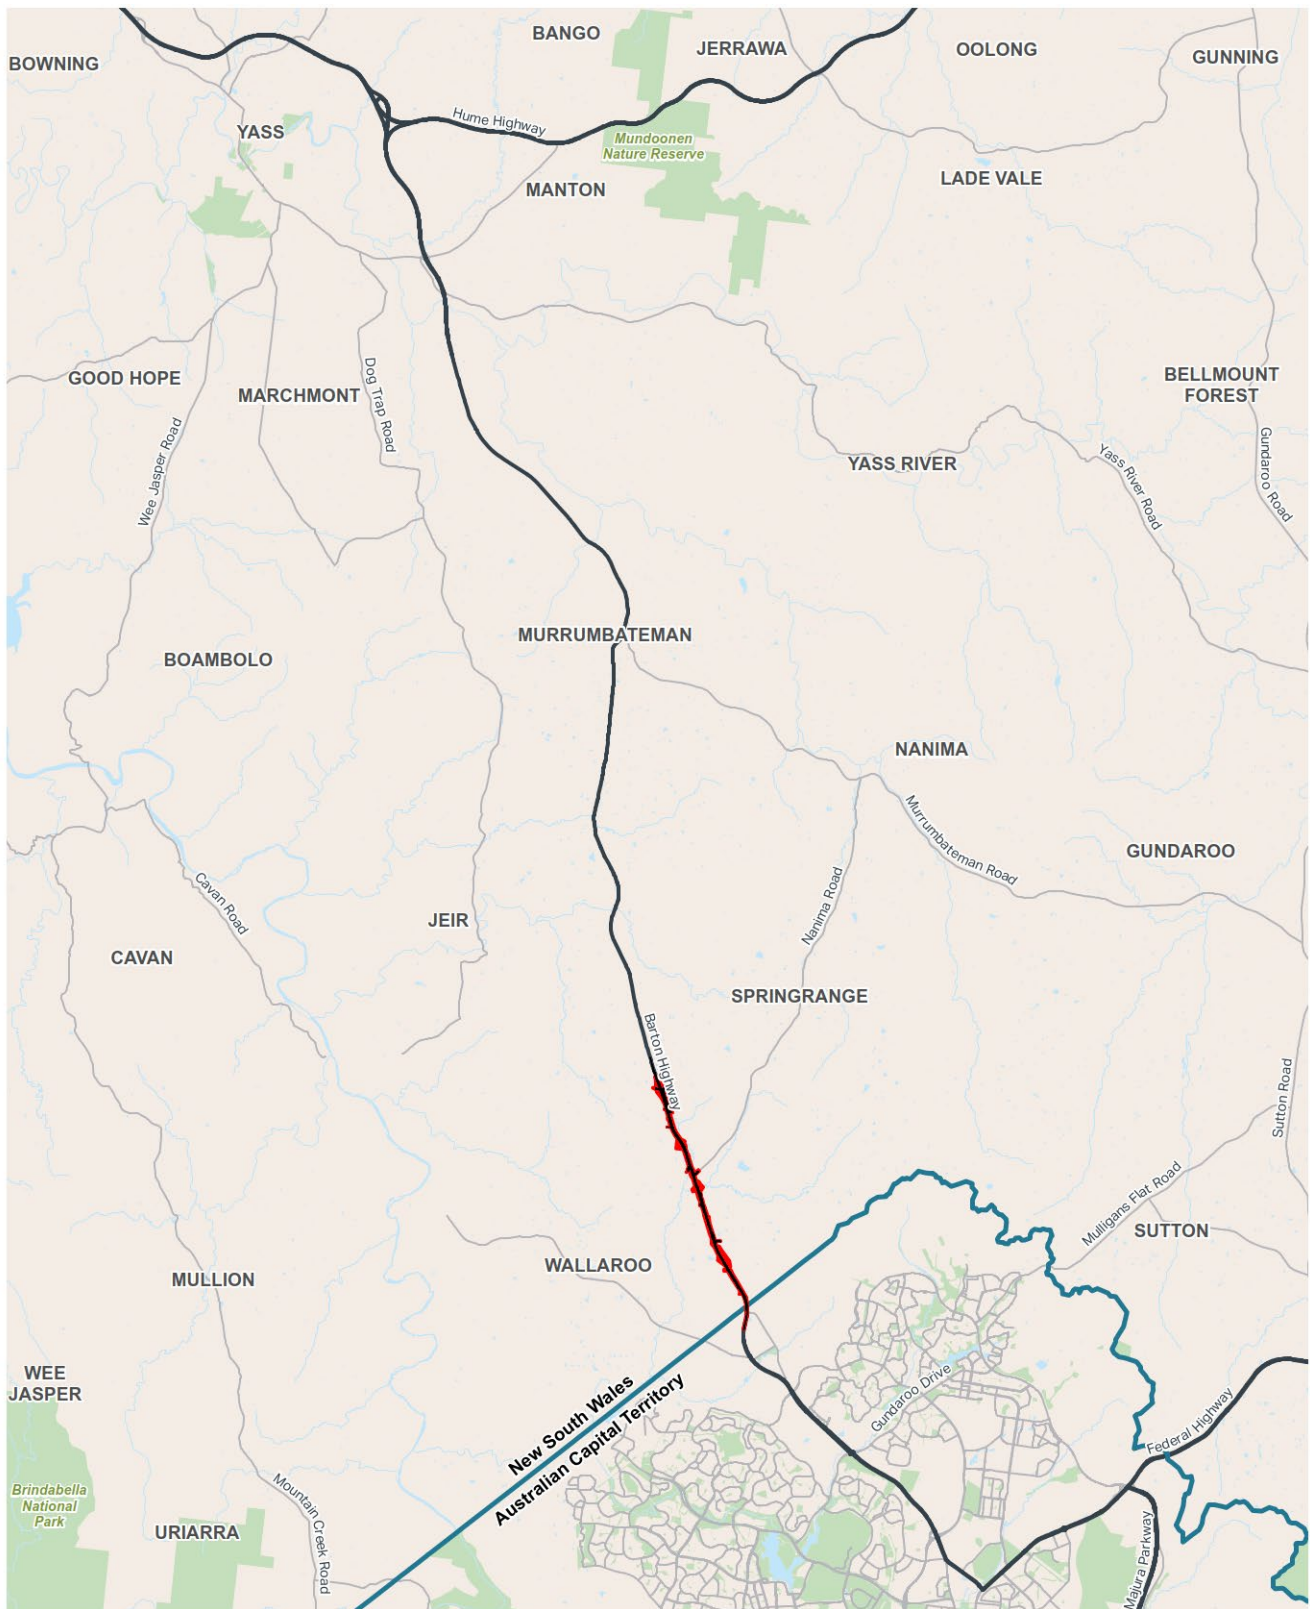 BANGO
JERRAWA
OOLONG
GUNNING
BOWNING
YASS
Hume Highway
Mundoonen
Nature Reserve
MANTON
LADE VALE
GOOD HOPE
MARCHMONT
Dog Trap Road
BELLMOUNT
FOREST
Wee Jasper Road
YASS RIVER
Yass River Road
Gundaroo Road
MURRUMBATEMAN
BOAMBOLO
NANIMA
Murrumbateman Road
GUNDAROO
Cavan Road
JEIR
Nanima Road
CAVAN
SPRINGRANGE
Barton Highway
Sutton Road
Mulligans Flat Road
SUTTON
WALLAROO
MULLION
WEE
JASPER
New South Wales
Australian Capital Territory
Gundaroo Drive
Federal Highway
Brindabella
National
Park
Mountain Creek Road
URIARRA
Majura Parkway